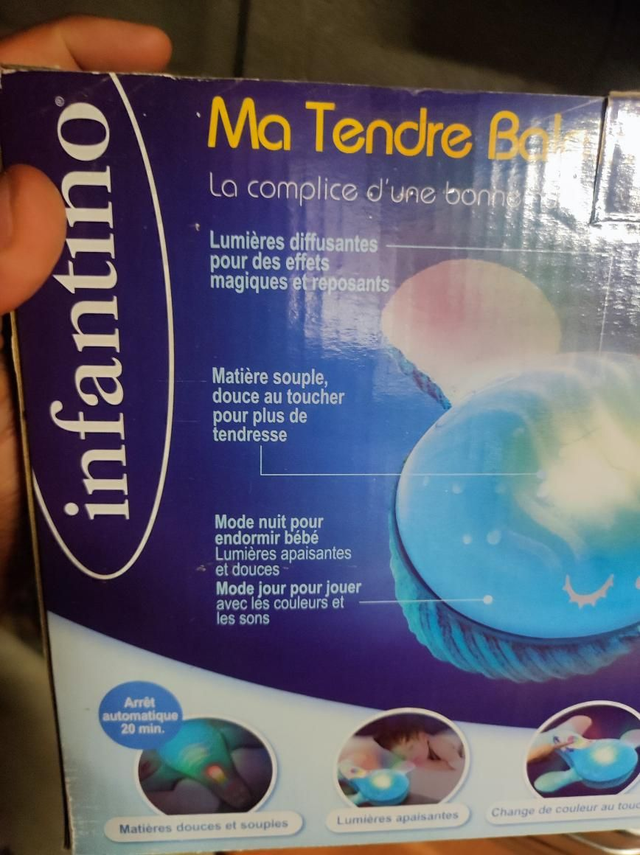 infantino®
Ma Tendre
La complice d'une bonne
Lumières diffusantes
pour des effets
magiques et reposants
Matière souple,
douce au toucher
pour plus de
tendresse
Mode nuit pour
endormir bébé
Lumières apaisantes
et douces
Mode jour pour jouer
avec les couleurs et
les sons
Arrêt
automatique
20 min.
Matières douces et souples
Lumières apaisantes
Change de couleur au